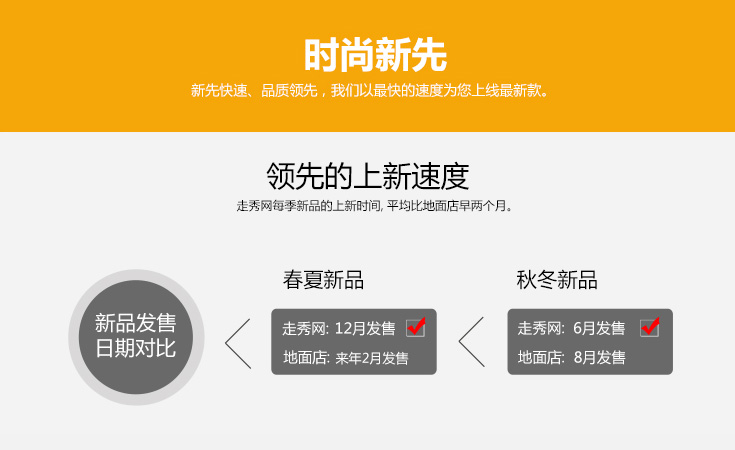 时尚新先
新先快速、品质领先，我们以最快的速度为您上线最新款。
领先的上新速度
走秀网每季新品的上新时间, 平均比地面店早两个月。
新品发售
日期对比
春夏新品
走秀网: 12月发售
地面店: 来年2月发售
秋冬新品
走秀网: 6月发售
地面店: 8月发售